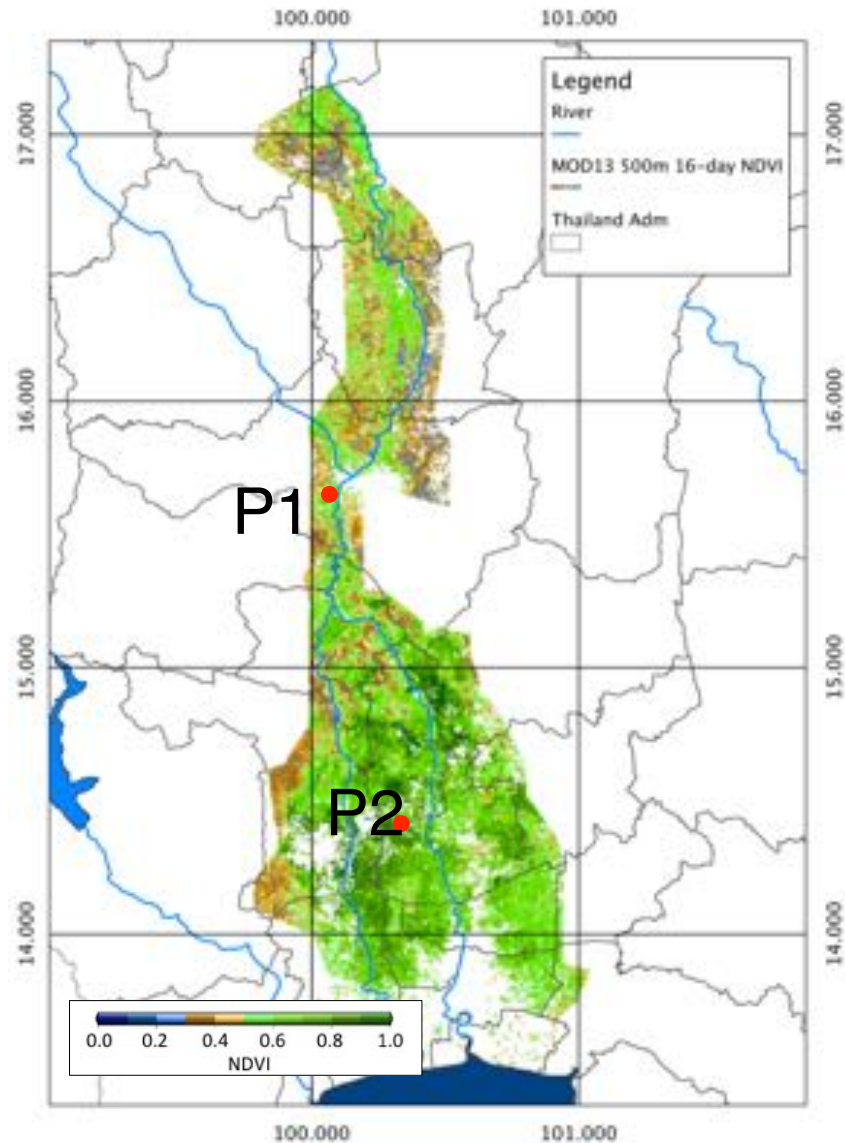 100.000 101.000
Legend
River
MOD13 500m 16-day NDVI
Thailand Adm
17.000 17.000
16.000 16.000
P1
15.000 15.000
P2
14.000 14.000
0.0 0.2 0.4 0.6 0.8 1.0
NDVI
100.000 101.000